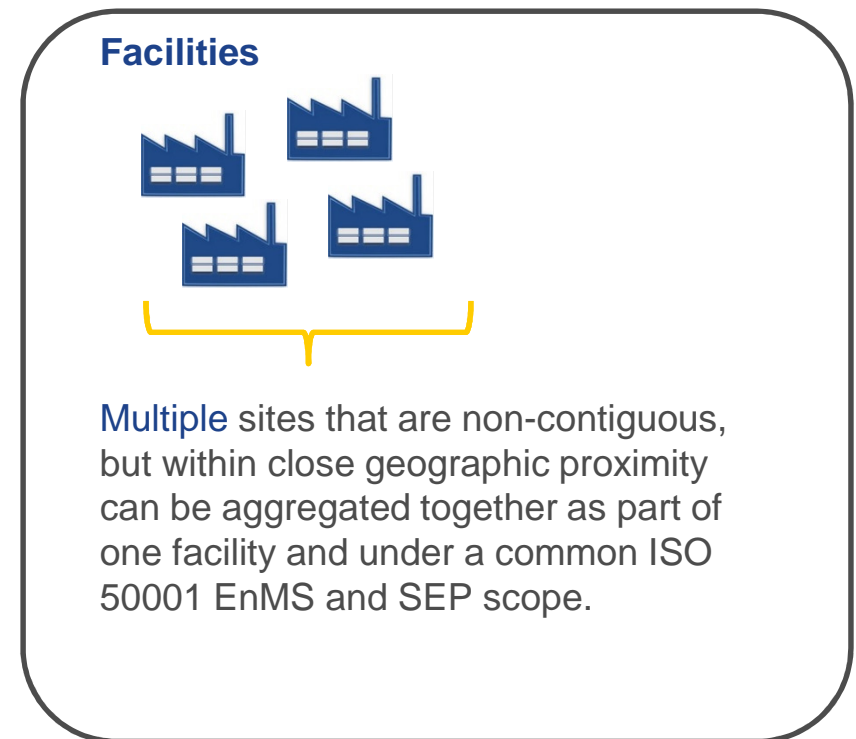 Facilities
Multiple sites that are non-contiguous,
but within close geographic proximity
can be aggregated together as part of
one facility and under a common ISO
50001 EnMS and SEP scope.